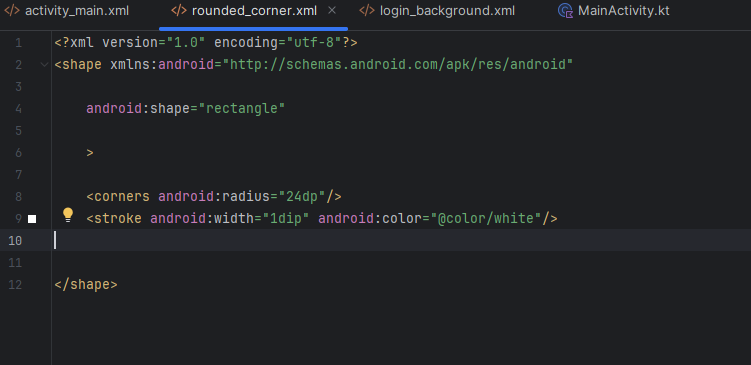 activity_main.xml rounded_corner.xml login_background.xml MainActivity.kt
1 <?xml version="1.0" encoding="utf-8"?>
2 <shape xmlns:android="http://schemas.android.com/apk/res/android"
3
4 android:shape="rectangle"
5
6 >
7
8 <corners android:radius="24dp"/>
9 <stroke android:width="1dip" android:color="@color/white"/>
10
11
12 </shape>